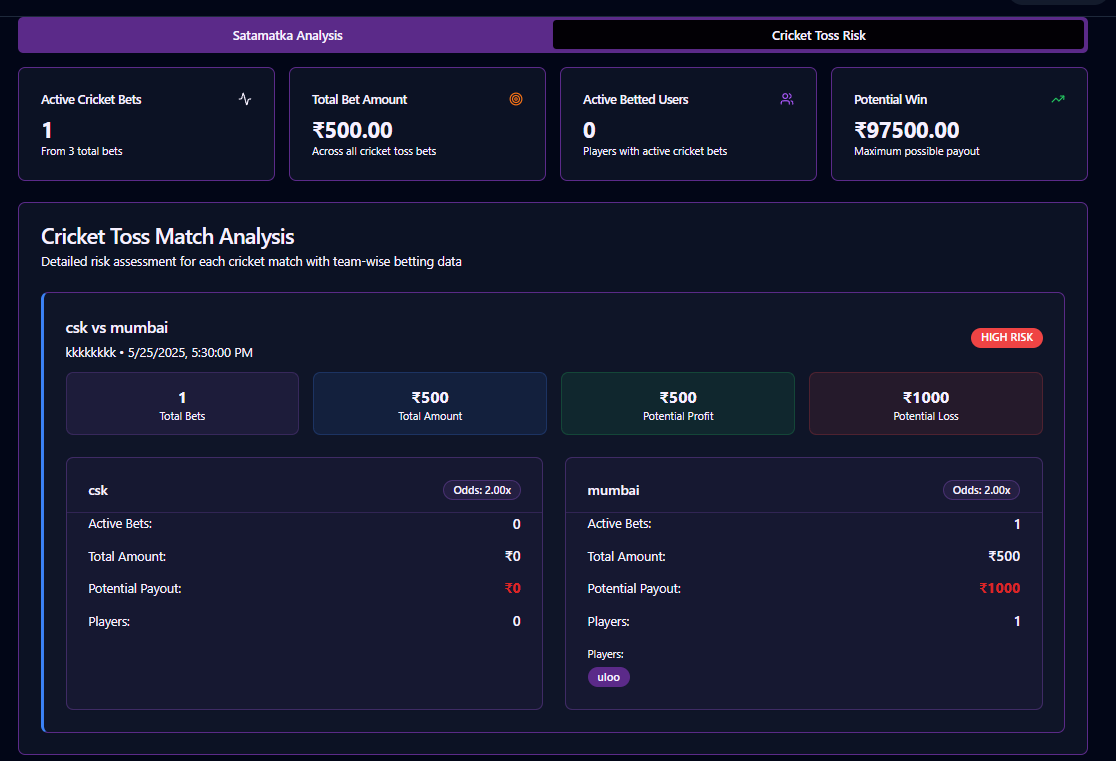 Satamatka Analysis
Cricket Toss Risk
Active Cricket Bets
1
From 3 total bets
Total Bet Amount
₹500.00
Across all cricket toss bets
Active Betted Users
0
Players with active cricket bets
Potential Win
₹97500.00
Maximum possible payout
Cricket Toss Match Analysis
Detailed risk assessment for each cricket match with team-wise betting data
csk vs mumbai
kkkkkkkk • 5/25/2025, 5:30:00 PM
HIGH RISK
1
Total Bets
₹500
Total Amount
₹500
Potential Profit
₹1000
Potential Loss
csk
Odds: 2.00x
Active Bets: 0
Total Amount: ₹0
Potential Payout: ₹0
Players: 0
mumbai
Odds: 2.00x
Active Bets: 1
Total Amount: ₹500
Potential Payout: ₹1000
Players: 1
Players:
uloo